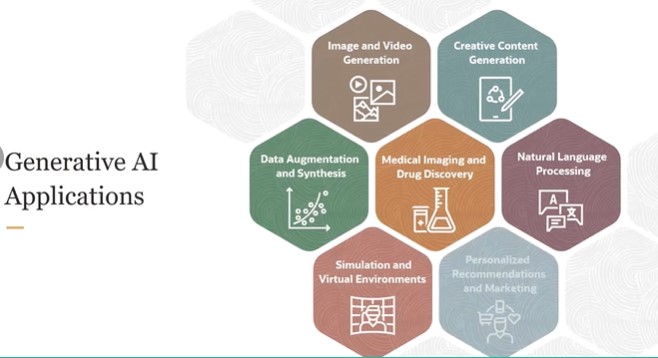 Generative AI
Applications
Image and Video
Generation
Creative Content
Generation
Data Augmentation
and Synthesis
Medical Imaging and
Drug Discovery
Natural Language
Processing
A
文
Simulation and
Virtual Environments
Personalized
Recommendations
and Marketing